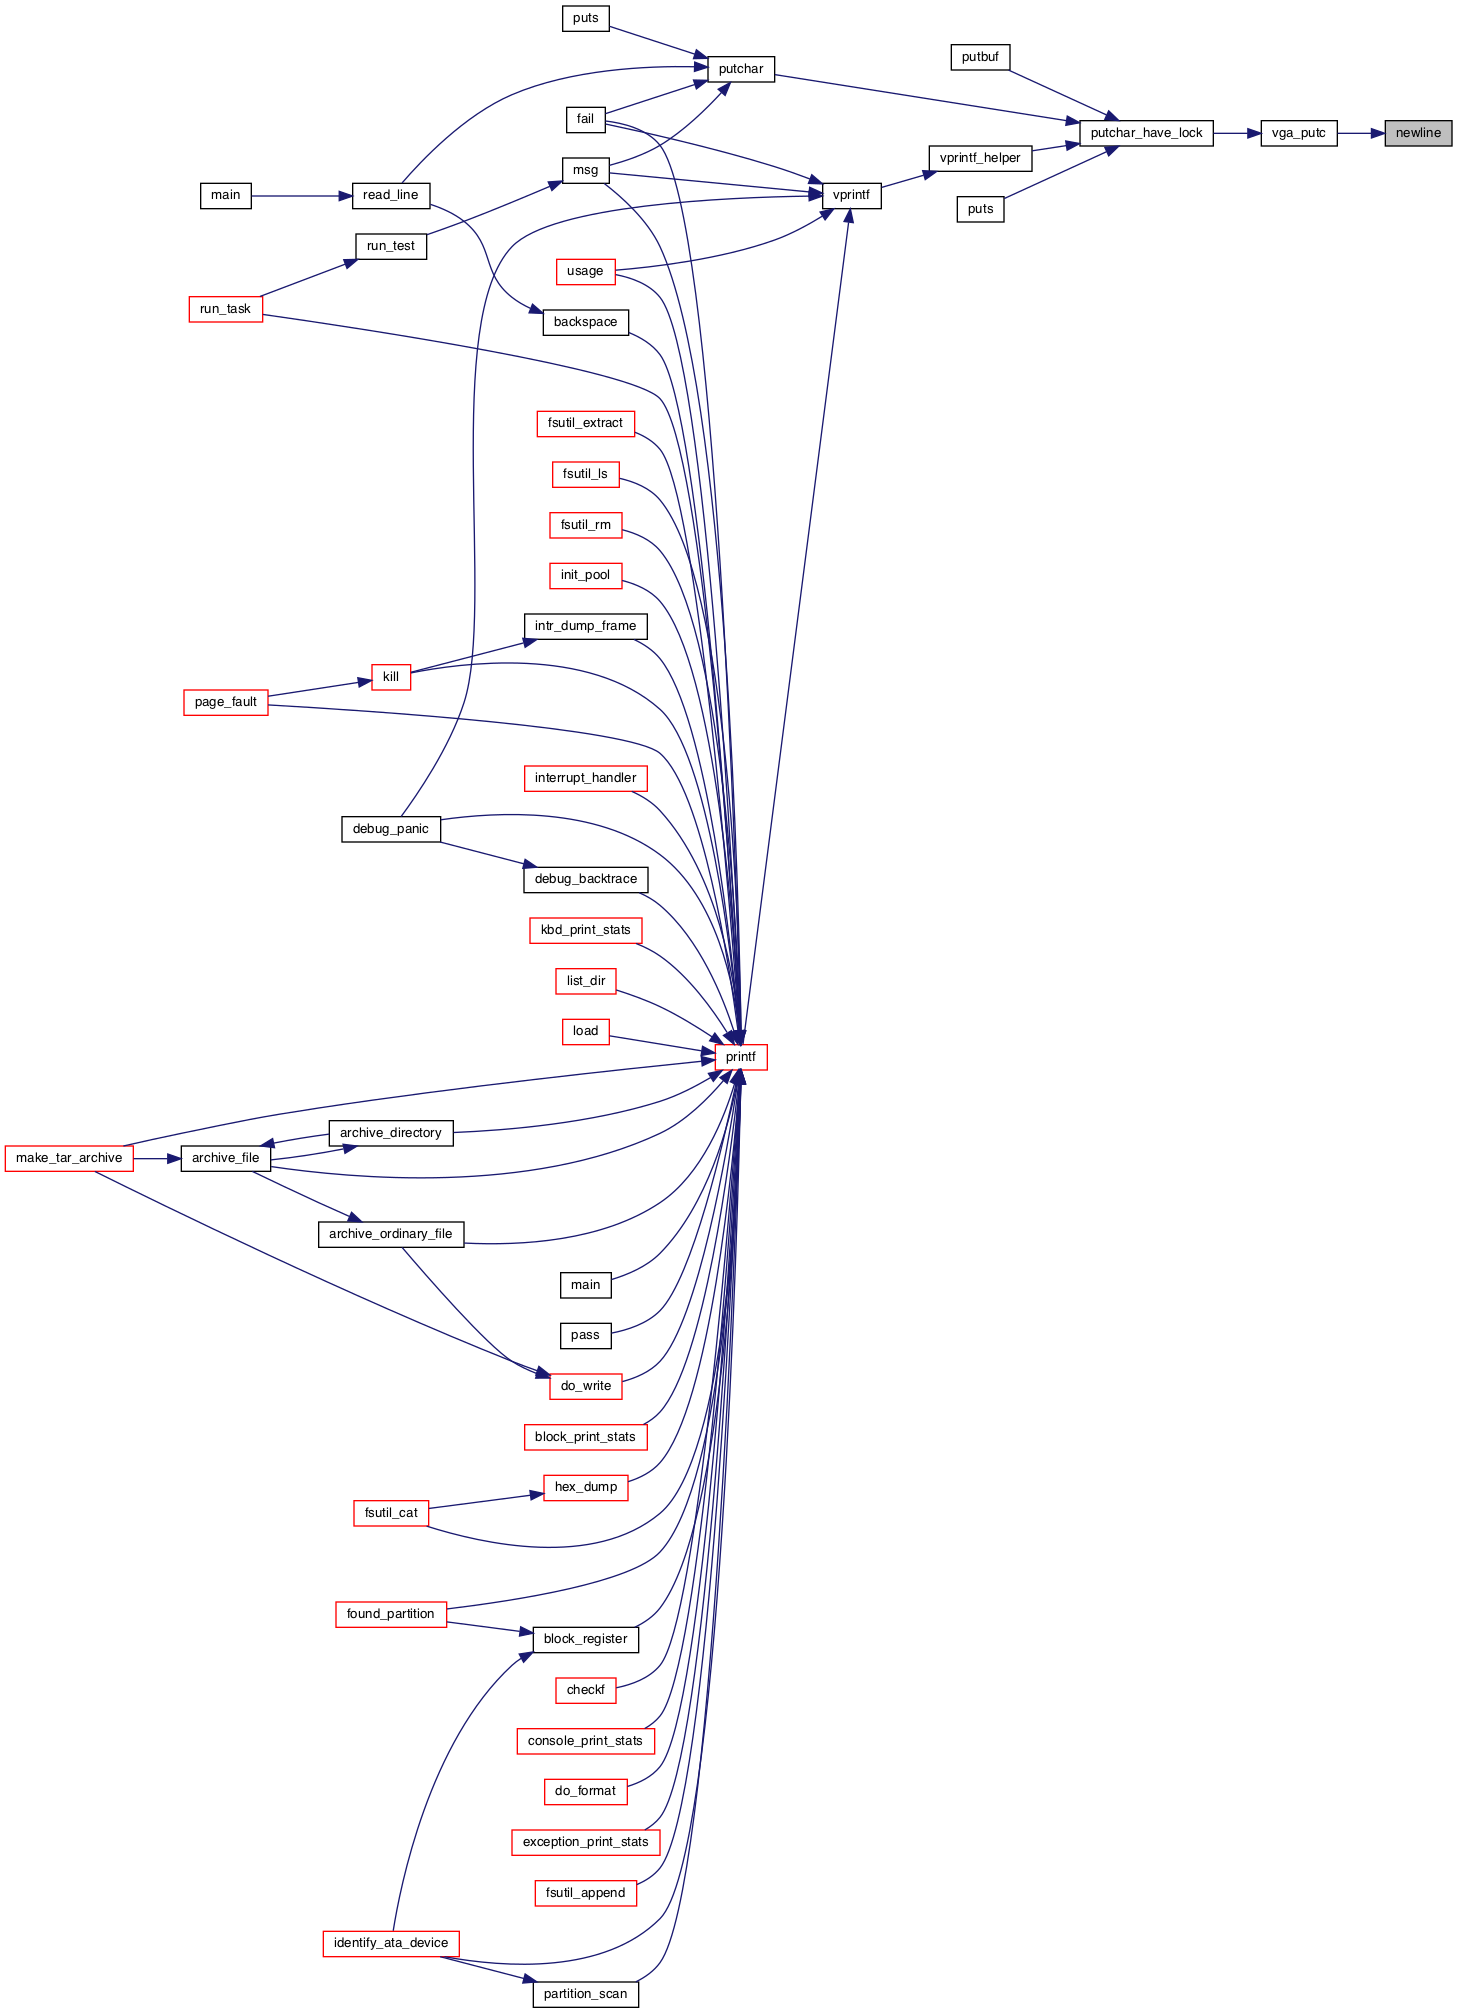 puts
putbuf
putchar
fail
putchar_have_lock
vga_putc
newline
vprintf_helper
msg
main
read_line
vprintf
puts
run_test
usage
run_task
backspace
fsutil_extract
fsutil_ls
fsutil_rm
init_pool
intr_dump_frame
kill
page_fault
interrupt_handler
debug_panic
debug_backtrace
kbd_print_stats
list_dir
load
printf
archive_directory
make_tar_archive
archive_file
archive_ordinary_file
main
pass
do_write
block_print_stats
hex_dump
fsutil_cat
found_partition
block_register
checkf
console_print_stats
do_format
exception_print_stats
fsutil_append
identify_ata_device
partition_scan